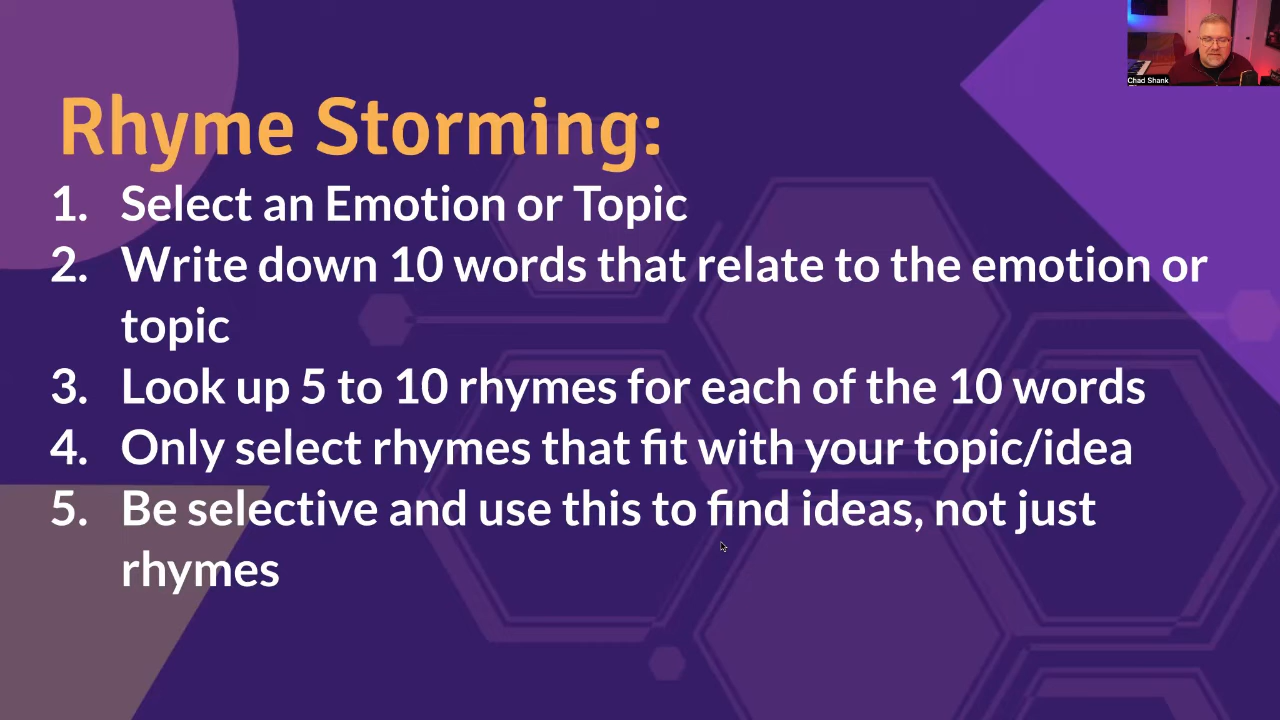 Chad Shank
Rhyme Storming:
1. Select an Emotion or Topic
2. Write down 10 words that relate to the emotion or
topic
3. Look up 5 to 10 rhymes for each of the 10 words
4. Only select rhymes that fit with your topic/idea
5. Be selective and use this to find ideas, not just
rhymes